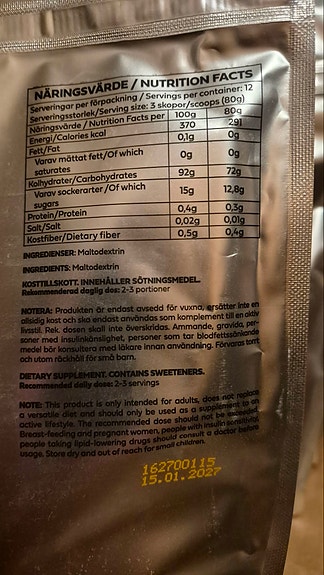 NÄRINGSVÄRDE / NUTRITION FACTS
Serveringar per förpackning / Servings per container: 12
Serveringsstorlek/Serving size: 3 skopor/scoops (80g)
Näringsvärde / Nutrition Facts per 100g 80g
Energi/Calories kcal 370 291
Fett/Fat 0,1g 0g
Varav mättat fett/Of which saturates 0g 0g
Kolhydrater/Carbohydrates 92g 72g
Varav sockerarter/Of which sugars 15g 12,8g
Protein/Protein 0,4g 0,3g
Salt/Salt 0,02g 0,01g
Kostfiber/Dietary fiber 0,5g 0,4g
INGREDIENSER: Maltodextrin
INGREDIENTS: Maltodextrin
KOSTTILLSKOTT. INNEHÅLLER SÖTNINGSMEDEL.
Rekommenderad daglig dos: 2-3 portioner
NOTERA: Produkten är endast avsedd för vuxna, ersätter inte en
allsidig kost och ska endast användas som komplement till en aktiv
livsstil. Rek. dosen skall inte överskridas. Ammande, gravida, per-
soner med insulinkänslighet, personer som tar blodfettssänkande
medel bör konsultera med läkare innan användning. Förvaras torrt
och utom räckhåll för små barn.
DIETARY SUPPLEMENT. CONTAINS SWEETENERS.
Recommended daily dose: 2-3 servings
NOTE: This product is only intended for adults, does not replace
a versatile diet and should only be used as a supplement to an
active lifestyle. The recommended dose should not be exceeded.
Breast-feeding and pregnant women, people with insulin sensitivity,
people taking lipid-lowering drugs should consult a doctor before
usage. Store dry and out of reach for small children.
162700115
15.01.2027